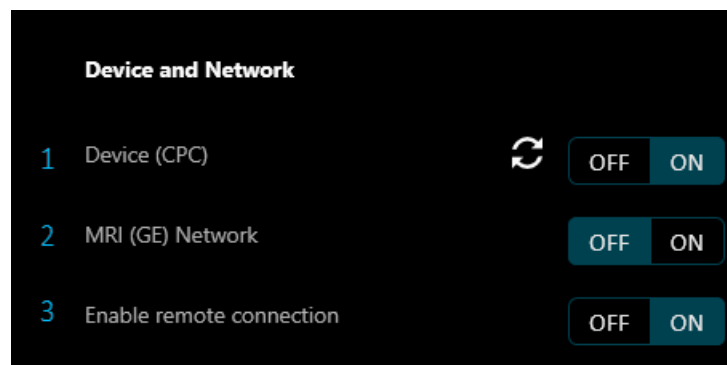 Device and Network
1 Device (CPC) OFF ON
2 MRI (GE) Network OFF ON
3 Enable remote connection OFF ON